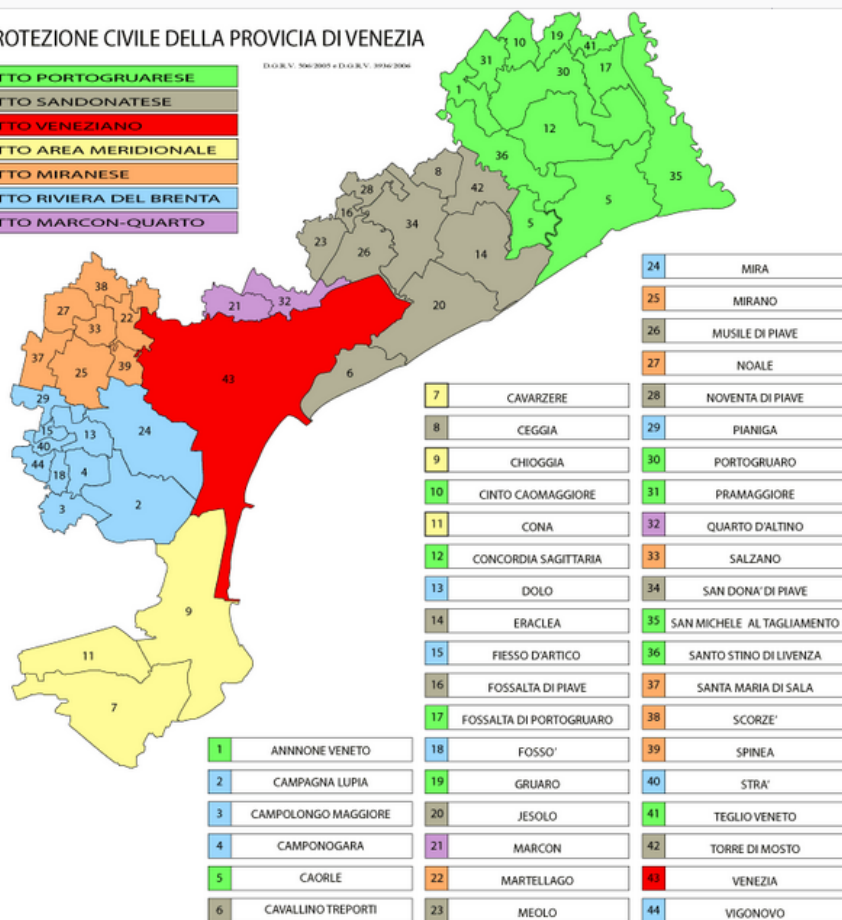 ROTEZIONE CIVILE DELLA PROVICIA DI VENEZIA
D.G.R.V. 506/2005 e D.G.R.V. 3936/2006
TTO PORTOGRUARESE
TTO SANDONATESE
TTO VENEZIANO
TTO AREA MERIDIONALE
TTO MIRANESE
TTO RIVIERA DEL BRENTA
TTO MARCON-QUARTO
10
19
41
31
30
17
1
12
36
35
5
5
8
42
28
16
34
23
26
14
20
6
38
27
22
33
37
25
39
21
32
43
29
24
15
13
40
44
18
4
3
2
9
11
7
1 ANNNONE VENETO
2 CAMPAGNA LUPIA
3 CAMPOLONGO MAGGIORE
4 CAMPONOGARA
5 CAORLE
6 CAVALLINO TREPORTI
7 CAVARZERE
8 CEGGIA
9 CHIOGGIA
10 CINTO CAOMAGGIORE
11 CONA
12 CONCORDIA SAGITTARIA
13 DOLO
14 ERACLEA
15 FIESSO D'ARTICO
16 FOSSALTA DI PIAVE
17 FOSSALTA DI PORTOGRUARO
18 FOSSO'
19 GRUARO
20 JESOLO
21 MARCON
22 MARTELLAGO
23 MEOLO
24 MIRA
25 MIRANO
26 MUSILE DI PIAVE
27 NOALE
28 NOVENTA DI PIAVE
29 PIANIGA
30 PORTOGRUARO
31 PRAMAGGIORE
32 QUARTO D'ALTINO
33 SALZANO
34 SAN DONA' DI PIAVE
35 SAN MICHELE AL TAGLIAMENTO
36 SANTO STINO DI LIVENZA
37 SANTA MARIA DI SALA
38 SCORZE'
39 SPINEA
40 STRA'
41 TEGLIO VENETO
42 TORRE DI MOSTO
43 VENEZIA
44 VIGONOVO